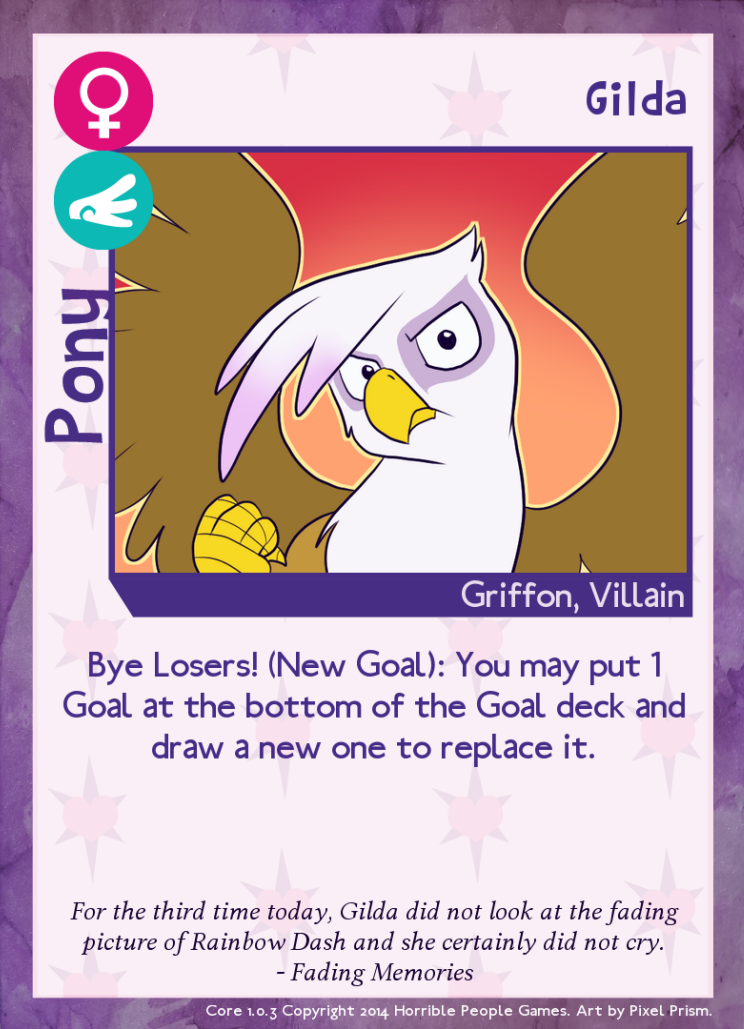 Gilda
Pony
Griffon, Villain
Bye Losers! (New Goal): You may put 1
Goal at the bottom of the Goal deck and
draw a new one to replace it.
For the third time today, Gilda did not look at the fading
picture of Rainbow Dash and she certainly did not cry.
- Fading Memories
Core 1.0.3 Copyright 2014 Horrible People Games. Art by Pixel Prism.